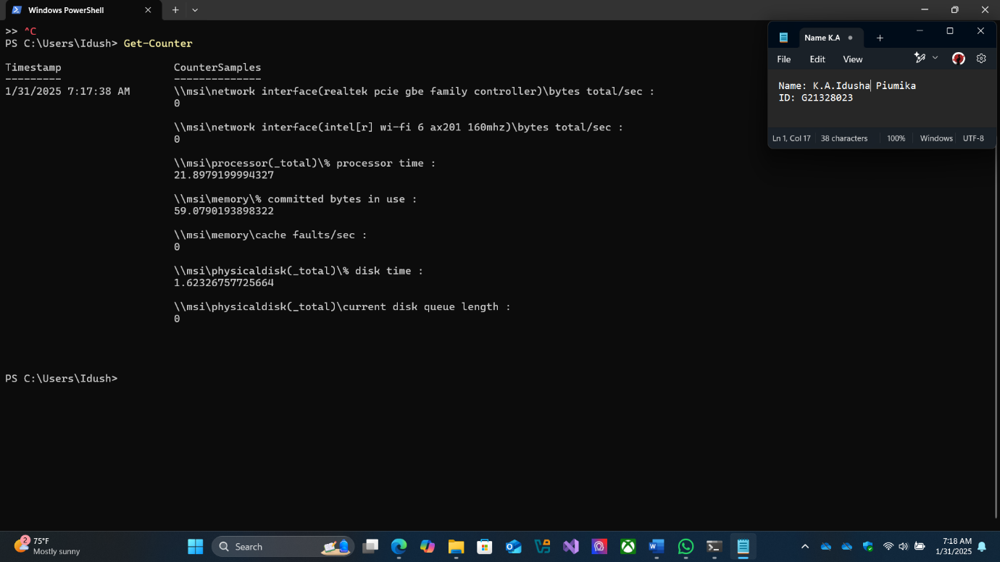 Windows PowerShell
>> ^C
PS C:\Users\Idush> Get-Counter
Timestamp CounterSamples
--------- --------------
1/31/2025 7:17:38 AM \\msi\network interface(realtek pcie gbe family controller)\bytes total/sec :
0
\\msi\network interface(intel[r] wi-fi 6 ax201 160mhz)\bytes total/sec :
0
\\msi\processor(_total)\% processor time :
21.8979199994327
\\msi\memory\% committed bytes in use :
59.0790193898322
\\msi\memory\cache faults/sec :
0
\\msi\physicaldisk(_total)\% disk time :
1.62326757725664
\\msi\physicaldisk(_total)\current disk queue length :
0
PS C:\Users\Idush>
Name K.A
File Edit View
Name: K.A.Idusha Piumika
ID: G21328023
Ln 1, Col 17 38 characters 100% Windows UTF-8
2
75°F
Mostly sunny
Search
7:18 AM
1/31/2025